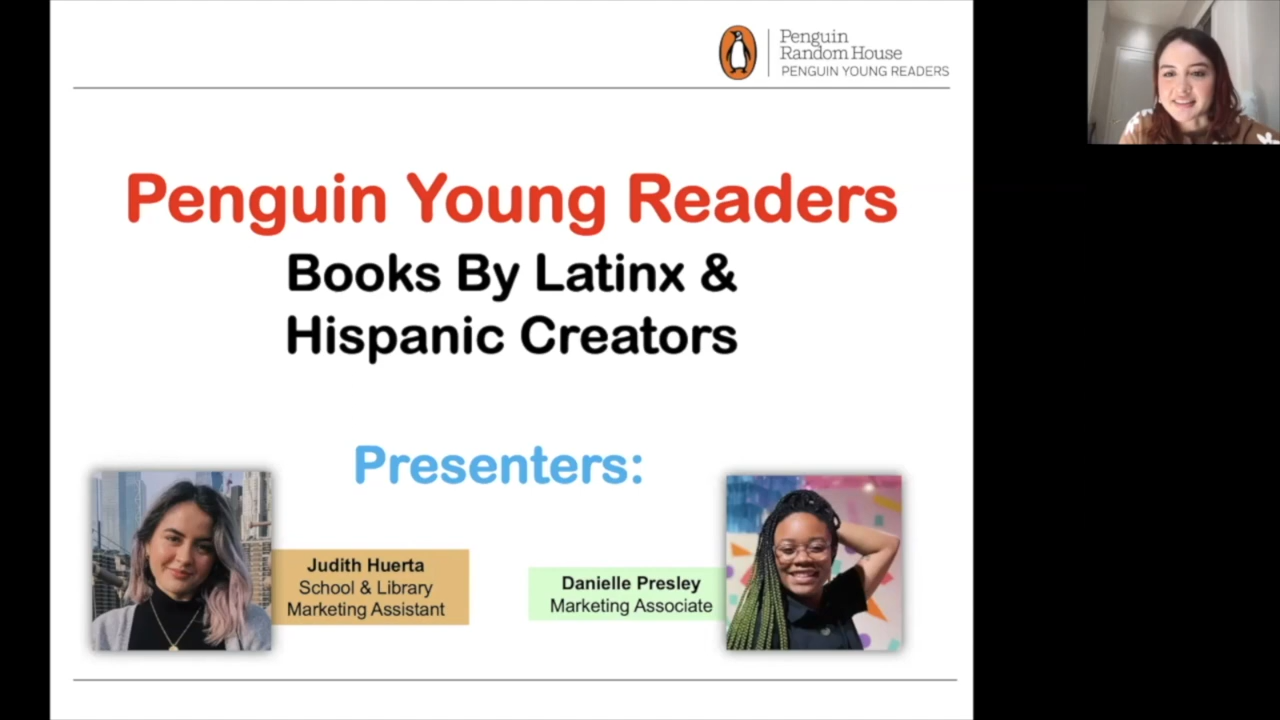 Penguin
Random House
PENGUIN YOUNG READERS
Penguin Young Readers
Books By Latinx &
Hispanic Creators
Presenters:
Judith Huerta
School & Library
Marketing Assistant
Danielle Presley
Marketing Associate